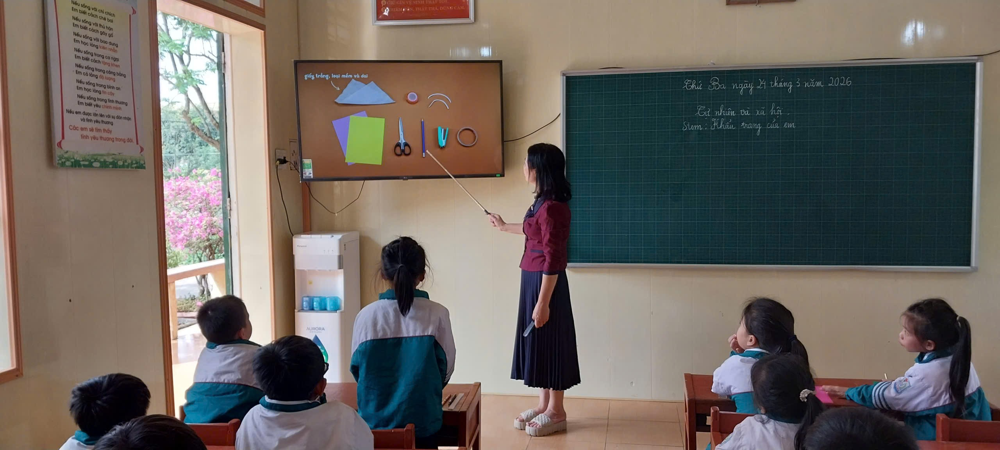 Nếu sống với chỉ chích
Em biết cách chê bai
Nếu sống với thù hận
Em biết cách gây gổ
Nếu sống với bao dung
Em học lòng kiên nhẫn
Nếu sống trong ca ngợi
Em biết cách tặng khen
Nếu sống trong công bằng
Em có lòng độ lượng
Nếu sống trong bình an
Em học lòng tin cậy
Nếu sống trong tình thương
Em biết yêu chính mình
Nếu em được lớn lên với sự đón nhận
và tình yêu thương
Các em sẽ tìm thấy
tình yêu thương trong đời.
GIỮ GÌN VỆ SINH THẬT TỐT.
THẬT THÀ, DŨNG CẢM.
giấy trắng, loại mềm và dai
LG
Thứ Ba ngày 24 tháng 3 năm 2026
Tự nhiên và xã hội.
Stem: Khẩu trang của em
AURORA